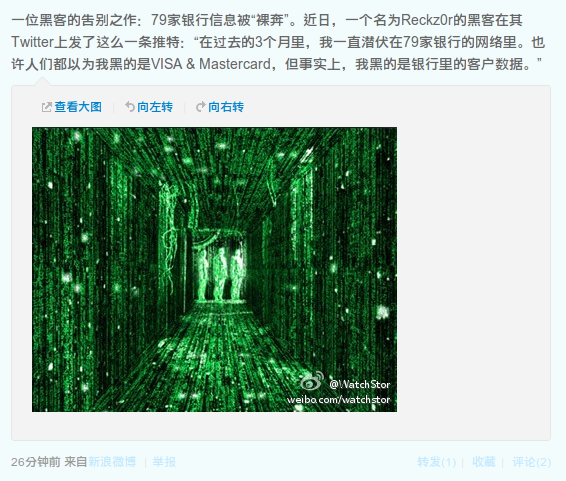 一位黑客的告别之作：79家银行信息被“裸奔”。近日，一个名为Reckz0r的黑客在其
Twitter上发了这么一条推特：“在过去的3个月里，我一直潜伏在79家银行的网络里。也
许人们都以为我黑的是VISA & Mastercard，但事实上，我黑的是银行里的客户数据。”
查看大图 | 向左转 | 向右转
@WatchStor
weibo.com/watchstor
26分钟前 来自新浪微博 | 举报 转发(1) | 收藏 | 评论(2)